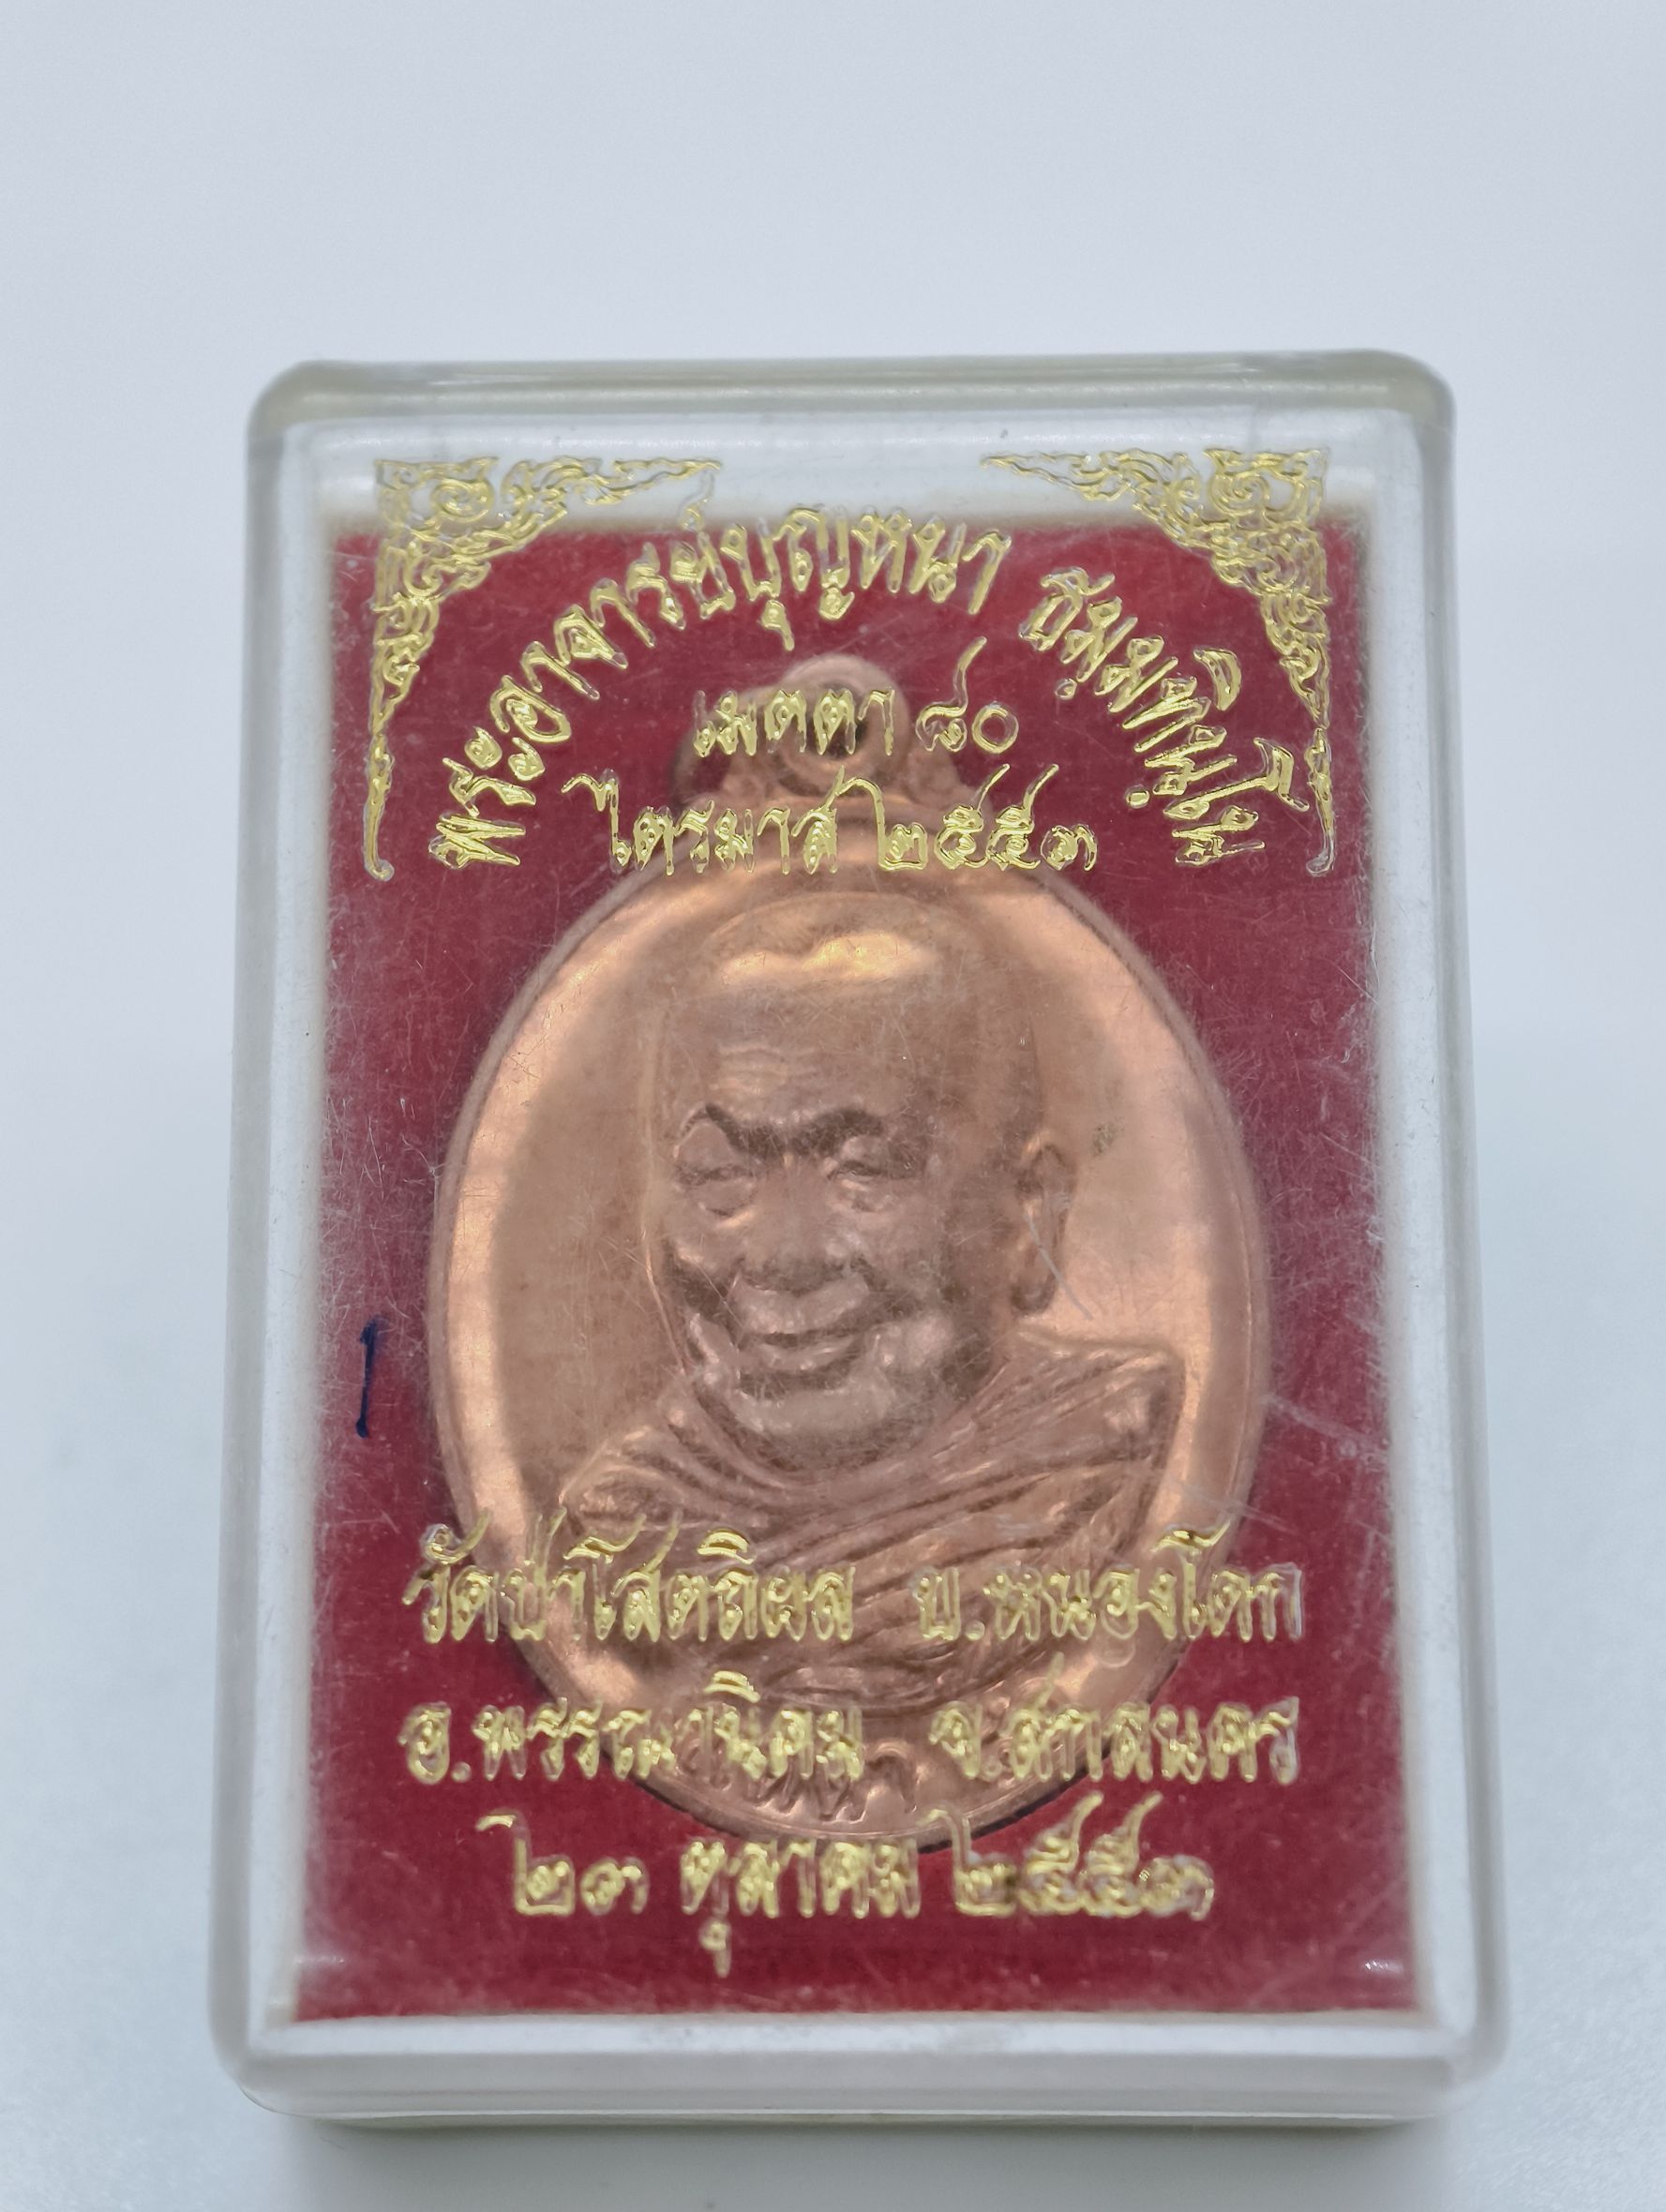 พระอาจารย์บุญหนา ธมฺมทินฺโน
เมตตา ๘๐
ไตรมาส ๒๕๕๓
วัดป่าโสตถิผล บ.หนองโดก
อ.พรรณานิคม จ.สกลนคร
๒๓ ตุลาคม ๒๕๕๓
1